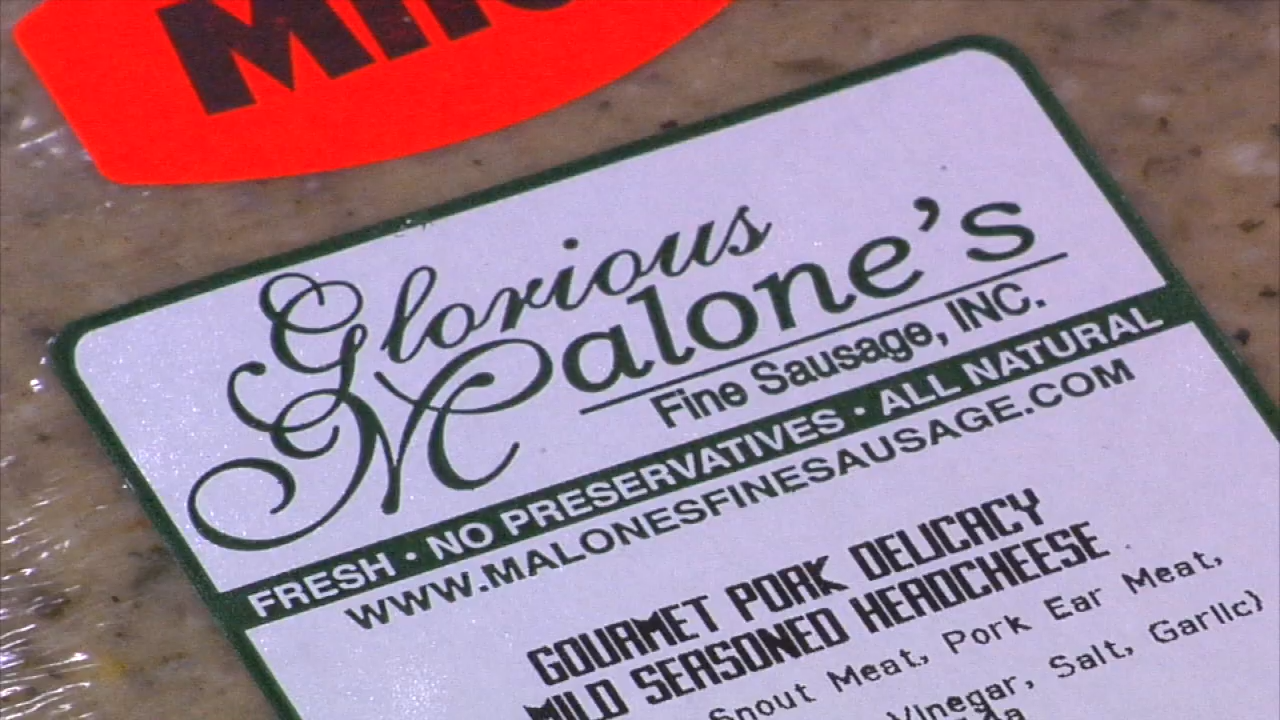 Glorious
Malone's
Fine Sausage, INC.
FRESH · NO PRESERVATIVES · ALL NATURAL
WWW.MALONESFINESAUSAGE.COM
GOURMET PORK DELICACY
MILD SEASONED HEADCHEESE
Snout Meat, Pork Ear Meat,
Vinegar, Salt, Garlic)